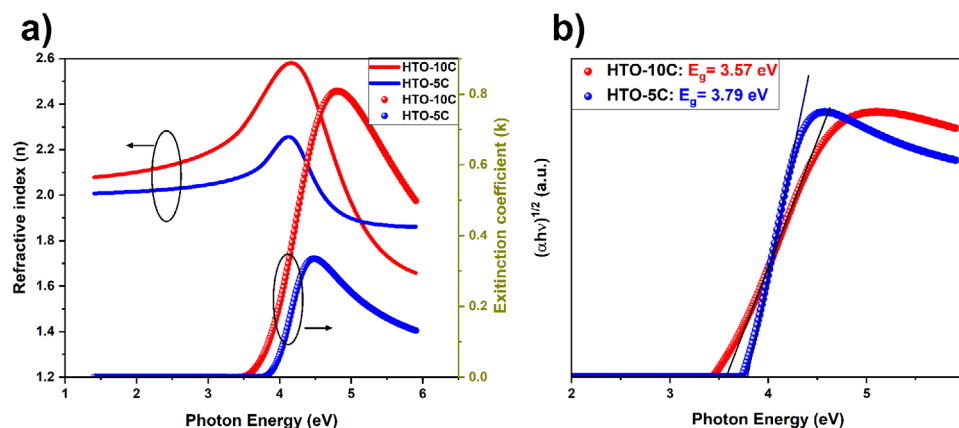 a)
HTO-10C
HTO-5C
HTO-10C
HTO-5C
2.6
2.4
2.2
2.0
1.8
1.6
1.4
1.2
Refractive index (n)
0.8
0.6
0.4
0.2
0.0
Exitinction coefficient (k)
1 2 3 4 5 6
Photon Energy (eV)
b)
HTO-10C: Eg= 3.57 eV
HTO-5C: Eg= 3.79 eV
(αhν)1/2 (a.u.)
2 3 4 5
Photon Energy (eV)